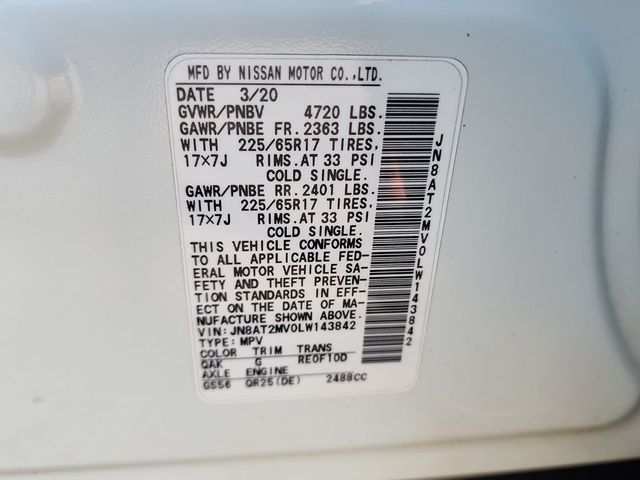 MFD BY NISSAN MOTOR CO.,LTD.
DATE 3/20
GVWR/PNBV 4720 LBS.
GAWR/PNBE FR. 2363 LBS.
WITH 225/65R17 TIRES,
17×7J RIMS.AT 33 PSI
COLD SINGLE.
GAWR/PNBE RR. 2401 LBS.
WITH 225/65R17 TIRES,
17×7J RIMS.AT 33 PSI
COLD SINGLE.
THIS VEHICLE CONFORMS
TO ALL APPLICABLE FED-
ERAL MOTOR VEHICLE SA-
FETY AND THEFT PREVEN-
TION STANDARDS IN EFF-
ECT ON THE DATE OF MA-
NUFACTURE SHOWN ABOVE.
VIN: JN8AT2MV0LW143842
TYPE: MPV
COLOR TRIM TRANS
QAK G RE0F10D
AXLE ENGINE
GS56 QR25(DE) 2488CC
JN8AT2MV0LW143842